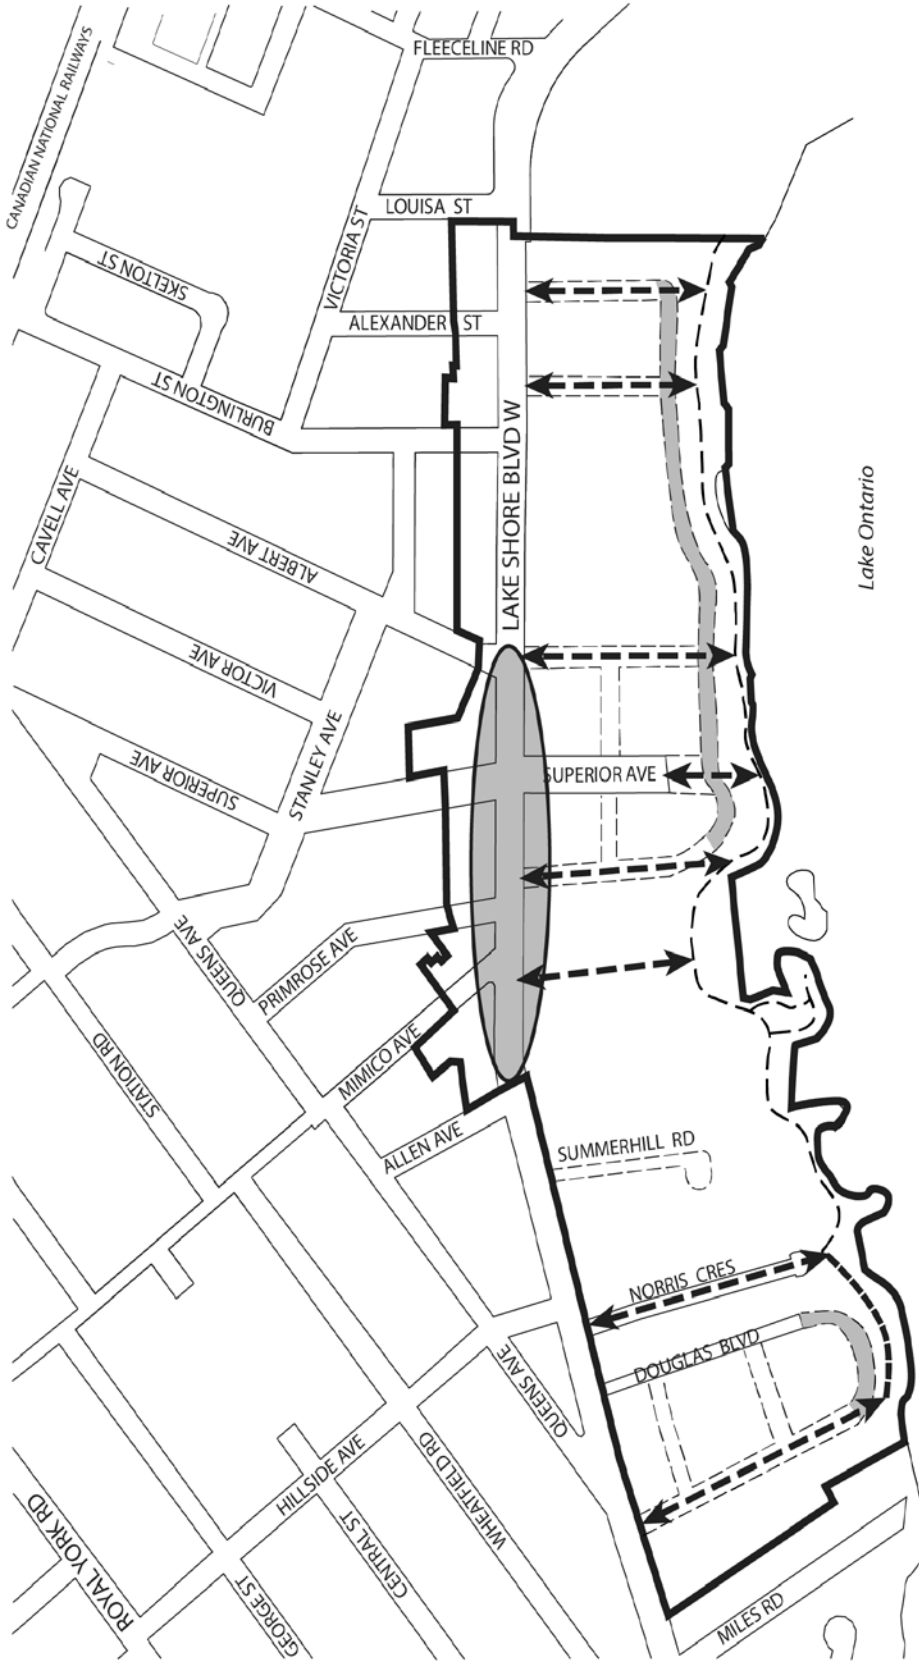 FLEECELINE RD
CANADIAN NATIONAL RAILWAYS
LOUISA ST
VICTORIA ST
SKELTON ST
ALEXANDER ST
BURLINGTON ST
LAKE SHORE BLVD W
CAVELL AVE
Lake Ontario
ALBERT AVE
VICTOR AVE
STANLEY AVE
SUPERIOR AVE
SUPERIOR AVE
QUEENS AVE
PRIMROSE AVE
STATION RD
MIMICO AVE
ALLEN AVE
SUMMERHILL RD
NORRIS CRES
DOUGLAS BLVD
QUEENS AVE
HILLSIDE AVE
WHEATFIELD RD
ROYAL YORK RD
CENTRAL ST
GEORGE ST
MILES RD